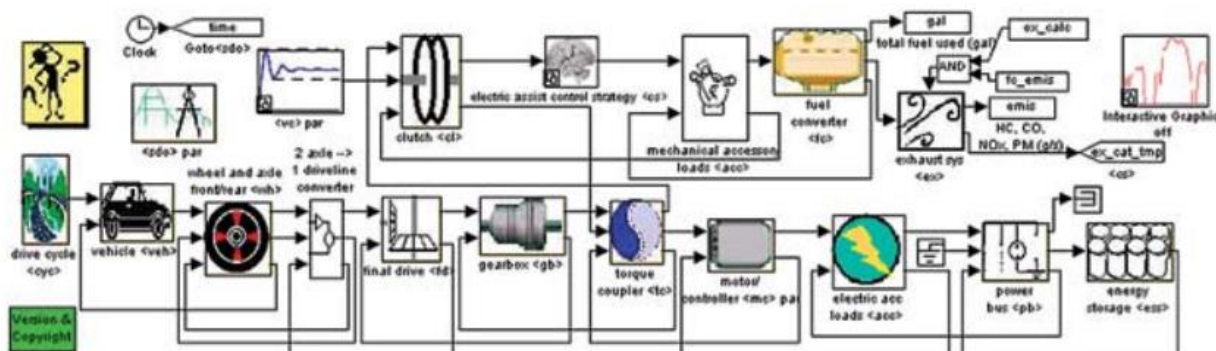 time
Clock
Goto<sdo>
<vc> par
<sdo> par
clutch <cl>
electric assist control strategy <cs>
mechanical accessory
loads <acc>
fuel
converter
<fc>
gal
total fuel used (gal)
ex_calc
AND
fc_emis
emis
HC, CO,
NOx, PM (g/s)
exhaust sys
<ex>
ex_cat_tmp
<cs>
Interactive Graphic
off
drive cycle
<cyc>
vehicle <veh>
wheel and axle
front/rear <wh>
2 axle -->
1 driveline
converter
final drive <fd>
gearbox <gb>
torque
coupler <tc>
motor/
controller <mc> par
electric acc
loads <acc>
power
bus <pb>
energy
storage <ess>
Version &
Copyright